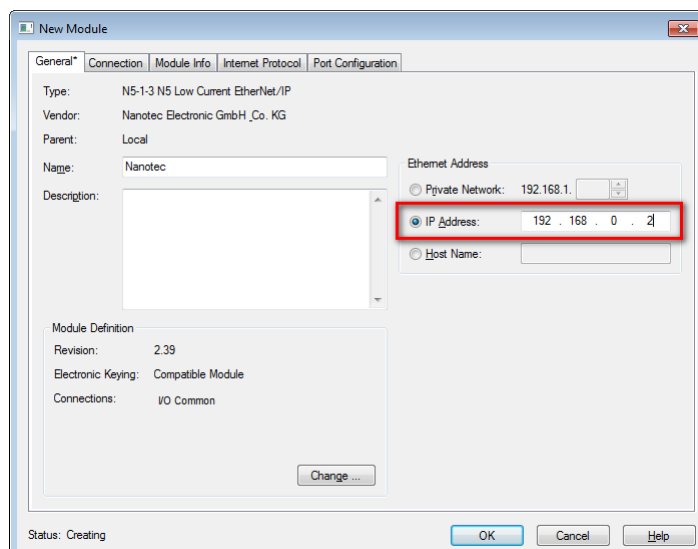 New Module
General* Connection Module Info Internet Protocol Port Configuration
Type: N5-1-3 N5 Low Current EtherNet/IP
Vendor: Nanotec Electronic GmbH _Co. KG
Parent: Local
Name: Nanotec
Description:
Ethernet Address
Private Network: 192.168.1.
IP Address: 192 . 168 . 0 . 2
Host Name:
Module Definition
Revision: 2.39
Electronic Keying: Compatible Module
Connections: I/O Common
Change ...
Status: Creating
OK Cancel Help